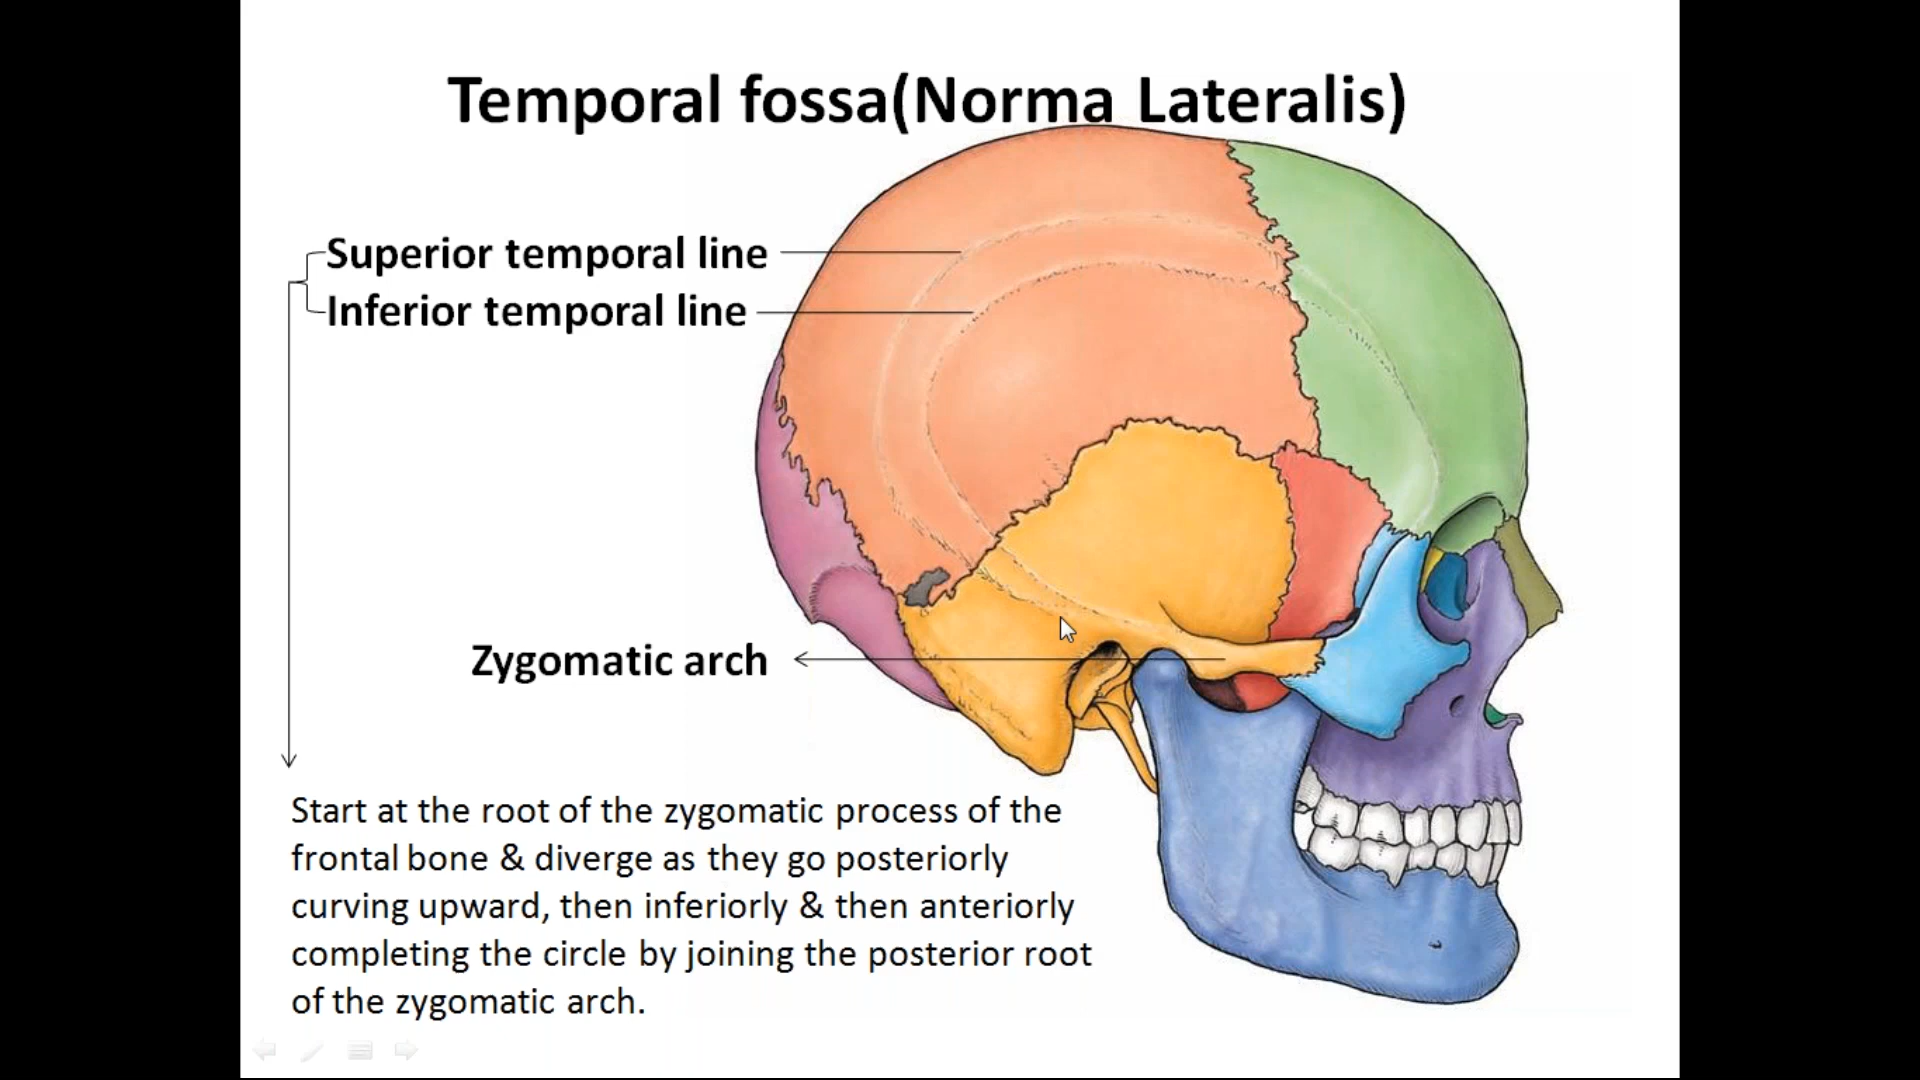 Temporal fossa(Norma Lateralis)
Superior temporal line
Inferior temporal line
Zygomatic arch
Start at the root of the zygomatic process of the
frontal bone & diverge as they go posteriorly
curving upward, then inferiorly & then anteriorly
completing the circle by joining the posterior root
of the zygomatic arch.